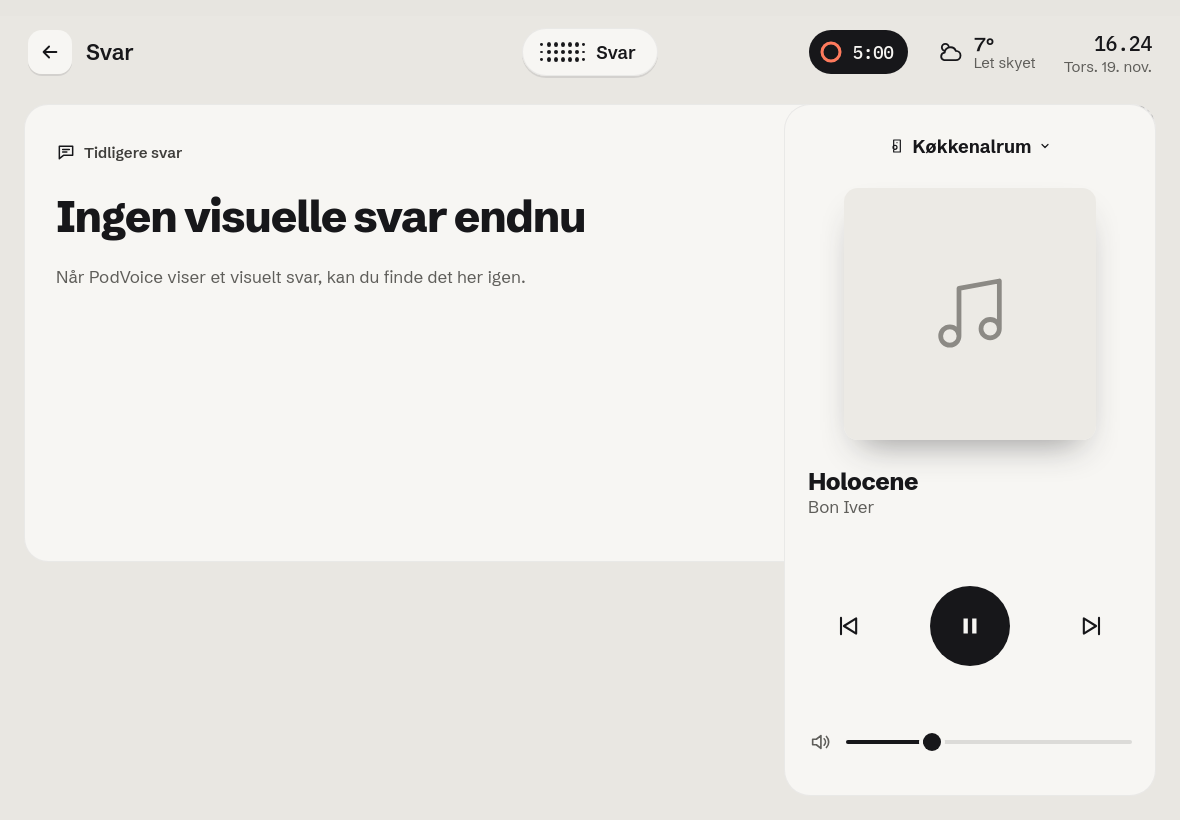 Svar
Svar
5:00
7°
Let skyet
16.24
Tors. 19. nov.
Tidligere svar
Ingen visuelle svar endnu
Når PodVoice viser et visuelt svar, kan du finde det her igen.
Køkkenalrum
Holocene
Bon Iver